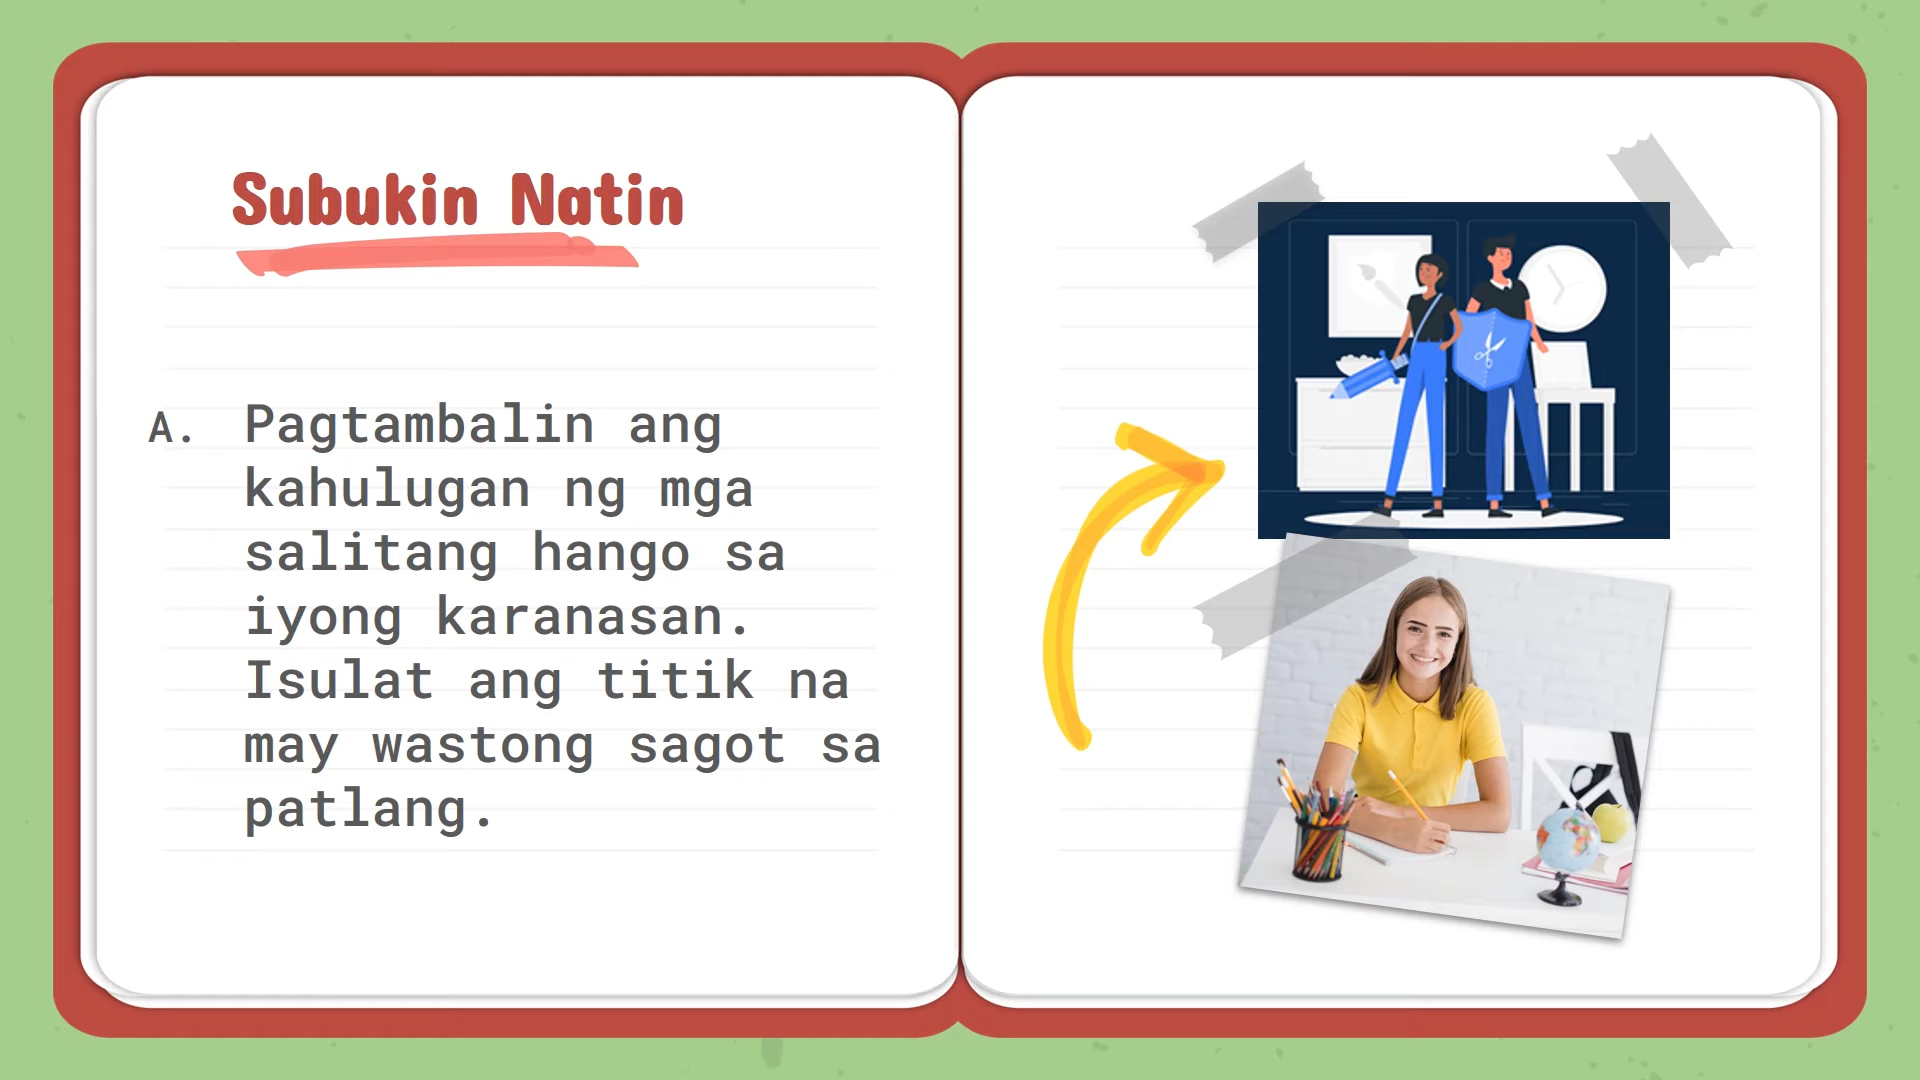 Subukin Natin
A. Pagtambalin ang
kahulugan ng mga
salitang hango sa
iyong karanasan.
Isulat ang titik na
may wastong sagot sa
patlang.